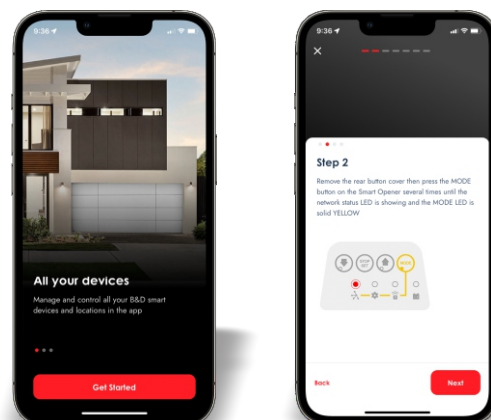 9:36
All your devices
Manage and control all your B&D smart
devices and locations in the app
Get Started
9:36
Step 2
Remove the rear button cover then press the MODE
button on the Smart Opener several times until the
network status LED is showing and the MODE LED is
solid YELLOW
MODE
Back
Next